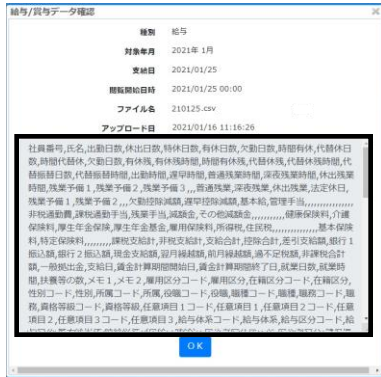 給与/賞与データ確認
種別 給与
対象年月 2021年 1月
支給日 2021/01/25
閲覧開始日時 2021/01/25 00:00
ファイル名 210125.csv
アップロード日 2021/01/16 11:16:26
社員番号,氏名,出勤日数,休出日数,特休日数,有休日数,欠勤日数,時間有休,代替休日
数,時間代替休,欠勤日数,有休残,有休残時間,時間有休残,代替休残,代替休残時間,代
替振替日数,代替振替時間,出勤時間,遅早時間,普通残業時間,深夜残業時間,休出残業
時間,残業予備1,残業予備2,残業予備3,,,普通残業,深夜残業,休出残業,法定休日,
残業予備1,残業予備2,,,欠勤控除減額,遅早控除減額,基本給,管理手当,,,,,,,,,,,,,,,
非税通勤費,課税通勤手当,残業手当,減額金,その他減額金,,,,,,,,,,,健康保険料,介護
保険料,厚生年金保険,厚生年金基金,雇用保険料,所得税,住民税,,,,,,,,,,,,,,基本保険
料,特定保険料,,,,,,,,,課税支給計,非税支給計,支給合計,控除合計,差引支給額,銀行1
振込額,銀行2振込額,現金支給額,翌月繰越額,前月繰越額,過不足税額,非課税合計
額,一般拠出金,支給日,賃金計算期間開始日,賃金計算期間終了日,就業日数,就業時
間,扶養等の数,メモ1,メモ2,雇用区分コード,雇用区分,在籍区分コード,在籍区分,
性別コード,性別,所属コード,所属,役職コード,役職,職種コード,職種,職務コード,職
務,資格等級コード,資格等級,任意項目1コード,任意項目1,任意項目2コード,任意
項目2,任意項目3コード,任意項目3,給与体系コード,給与体系,給与区分コード,給
OK